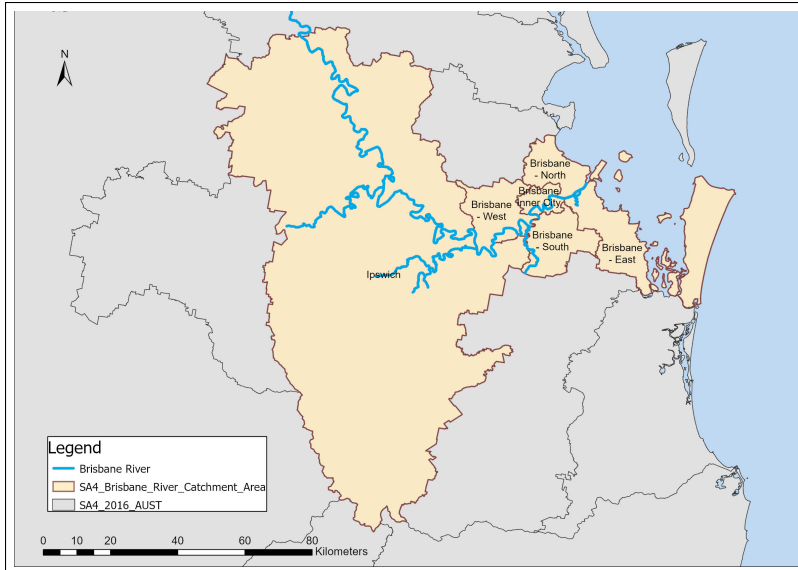 N
Brisbane
- North
Brisbane
Inner City
Brisbane
- West
Brisbane
- South
Brisbane
- East
Ipswich
Legend
Brisbane River
SA4_Brisbane_River_Catchment_Area
SA4_2016_AUST
0 5 10 20 40 60 80
Kilometers